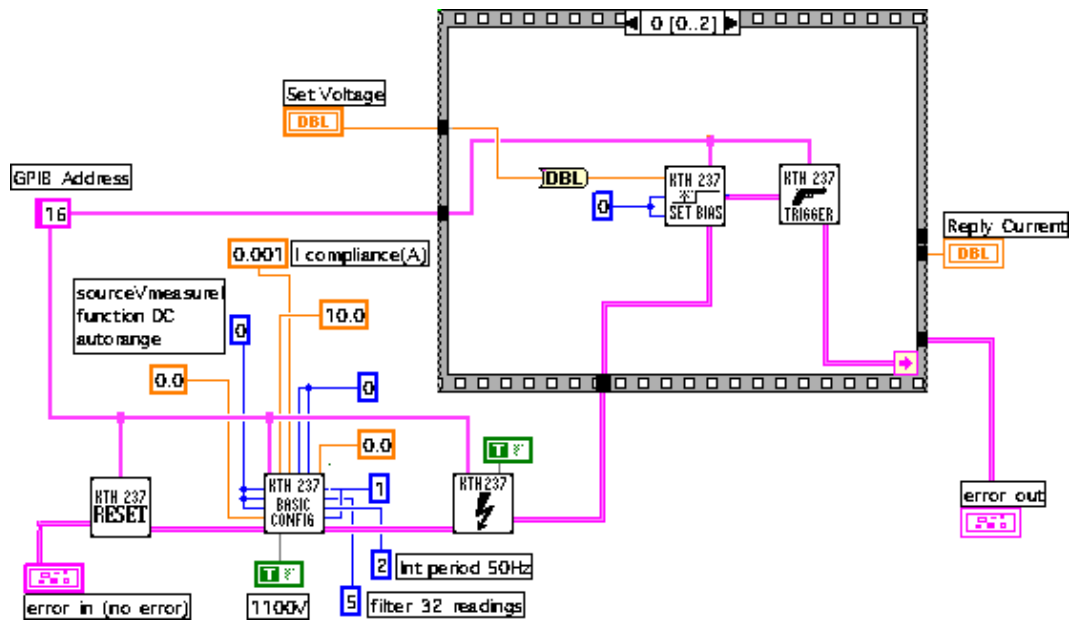 0 [0..2]
Set Voltage
DBL
GPIB Address
16
DBL
0
KTH 237
SET BIAS
KTH 237
TRIGGER
Reply Current
DBL
0.001
I compliance(A)
sourceVmeasureI
function DC
autorange
0
10.0
0.0
0
0.0
KTH 237
RESET
KTH 237
BASIC
CONFIG
KTH237
T
1
error out
2
Int period 50Hz
T
5
filter 32 readings
error in (no error)
1100V